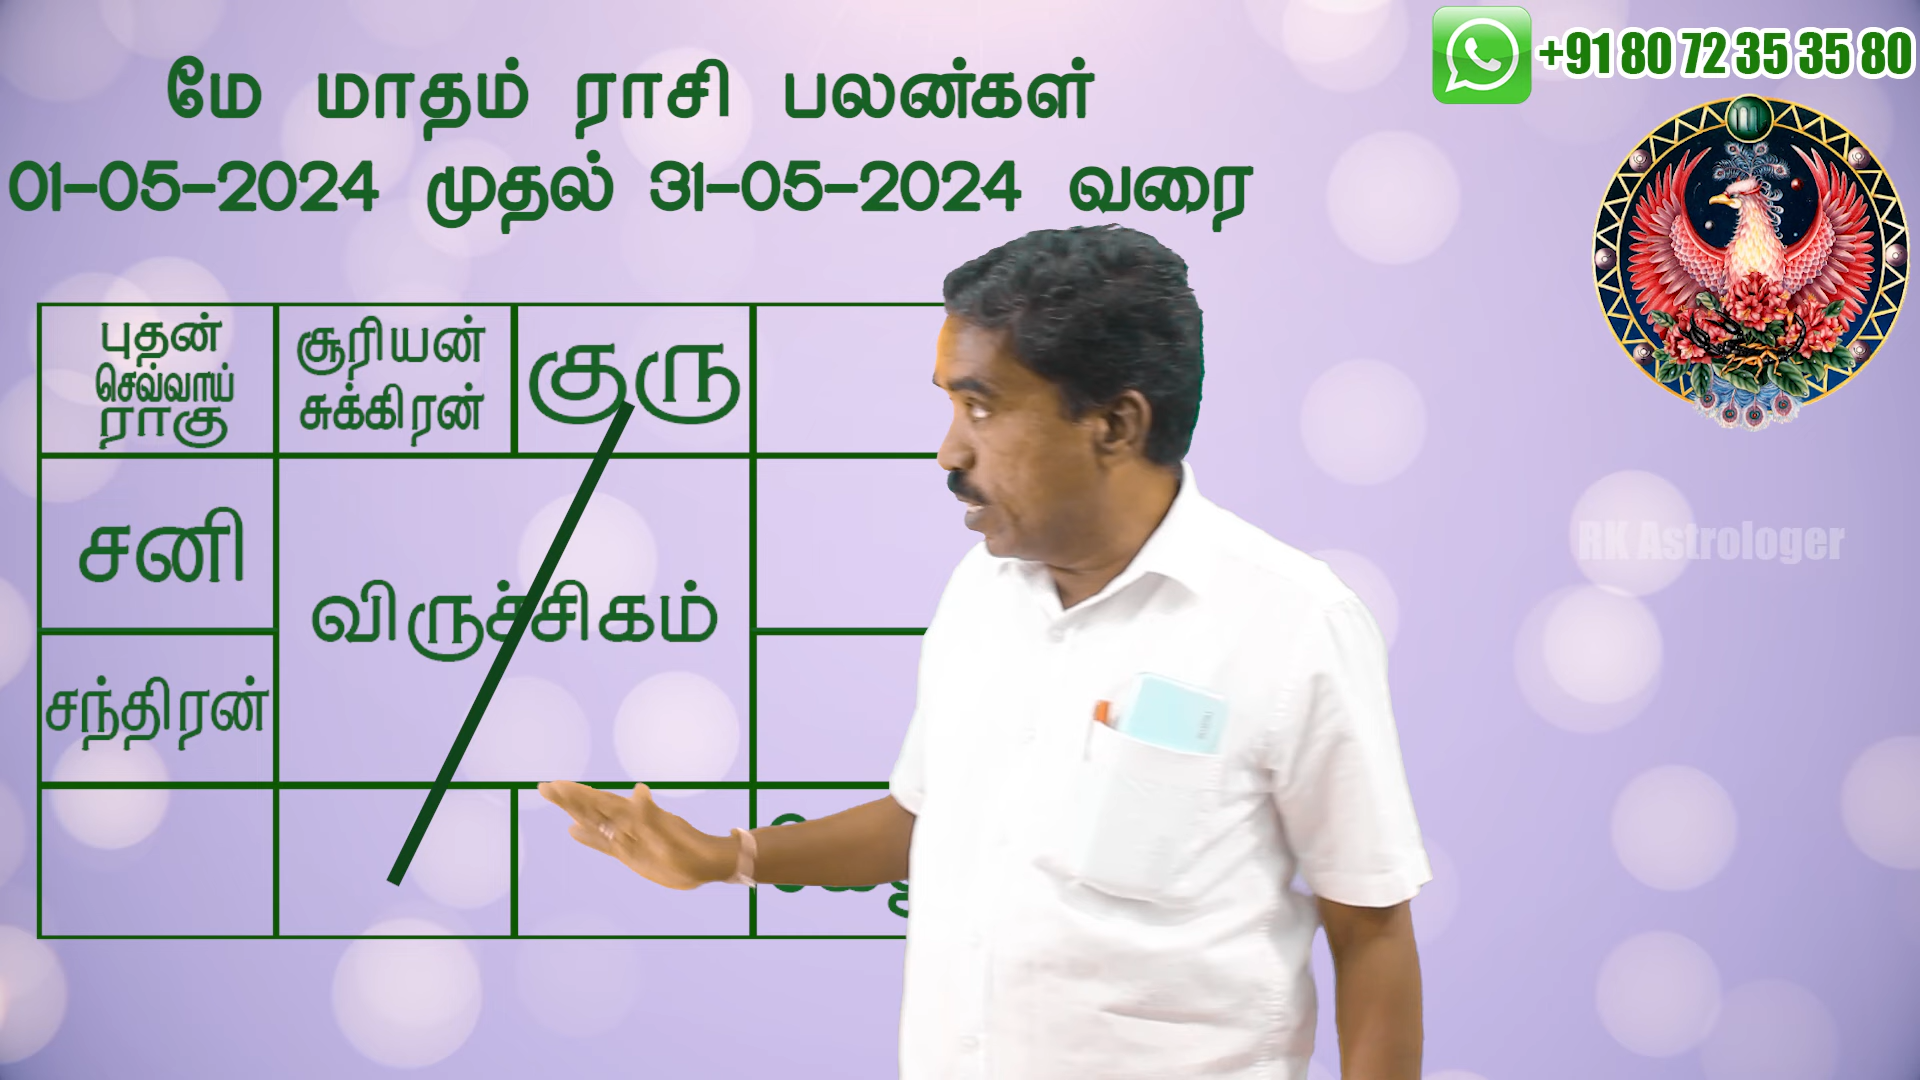 +91 80 72 35 35 80
மே மாதம் ராசி பலன்கள்
01-05-2024 முதல் 31-05-2024 வரை
புதன்
செவ்வாய்
ராகு
சூரியன்
சுக்கிரன்
குரு
சனி
விருச்சிகம்
சந்திரன்
RK Astrologer